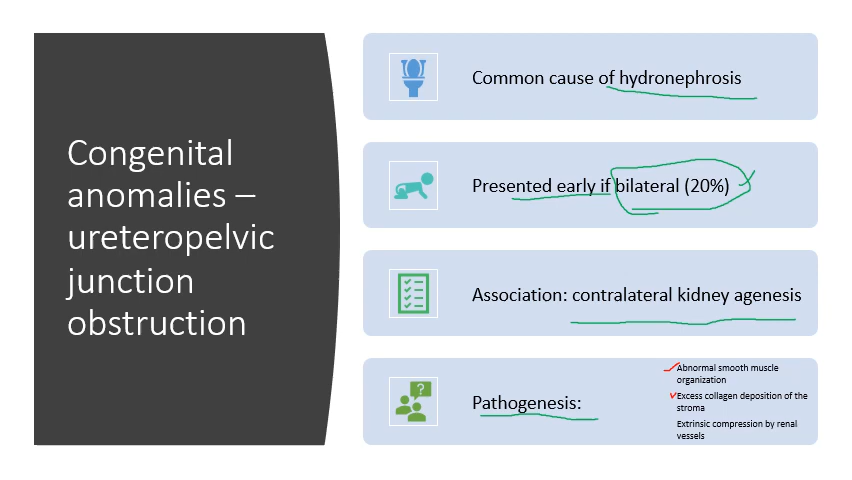 Congenital
anomalies –
ureteropelvic
junction
obstruction
Common cause of hydronephrosis
Presented early if bilateral (20%)
Association: contralateral kidney agenesis
Pathogenesis:
Abnormal smooth muscle
organization
Excess collagen deposition of the
stroma
Extrinsic compression by renal
vessels